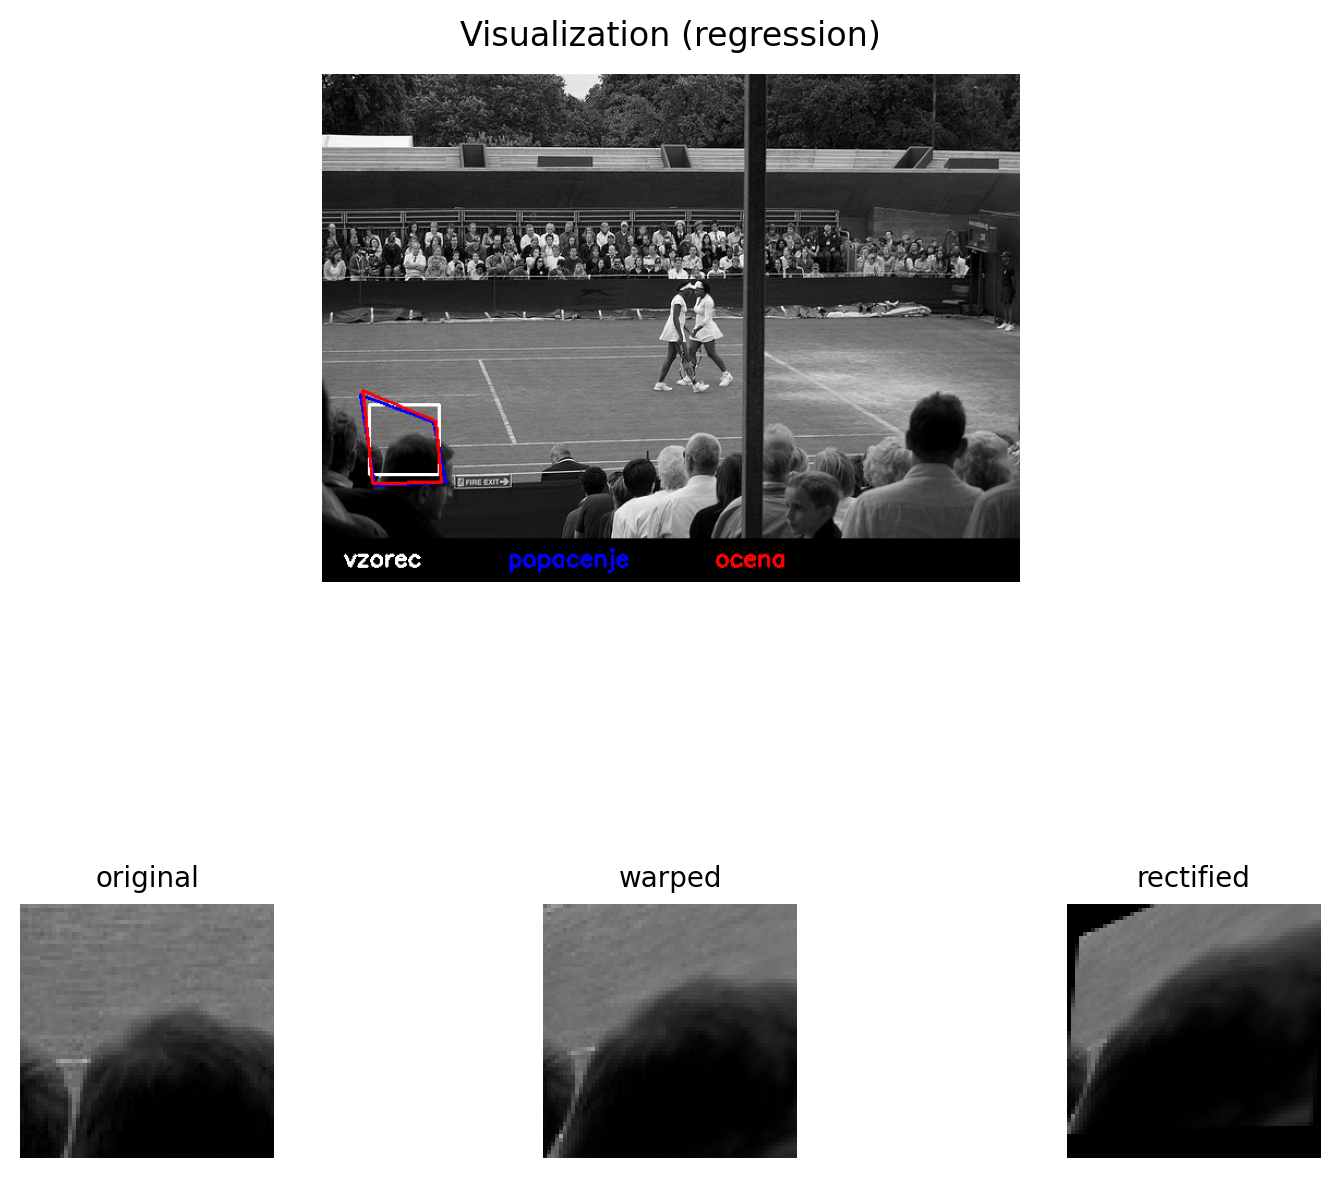 Visualization (regression)
FIRE EXIT→
vzorec popacenje ocena
original warped rectified